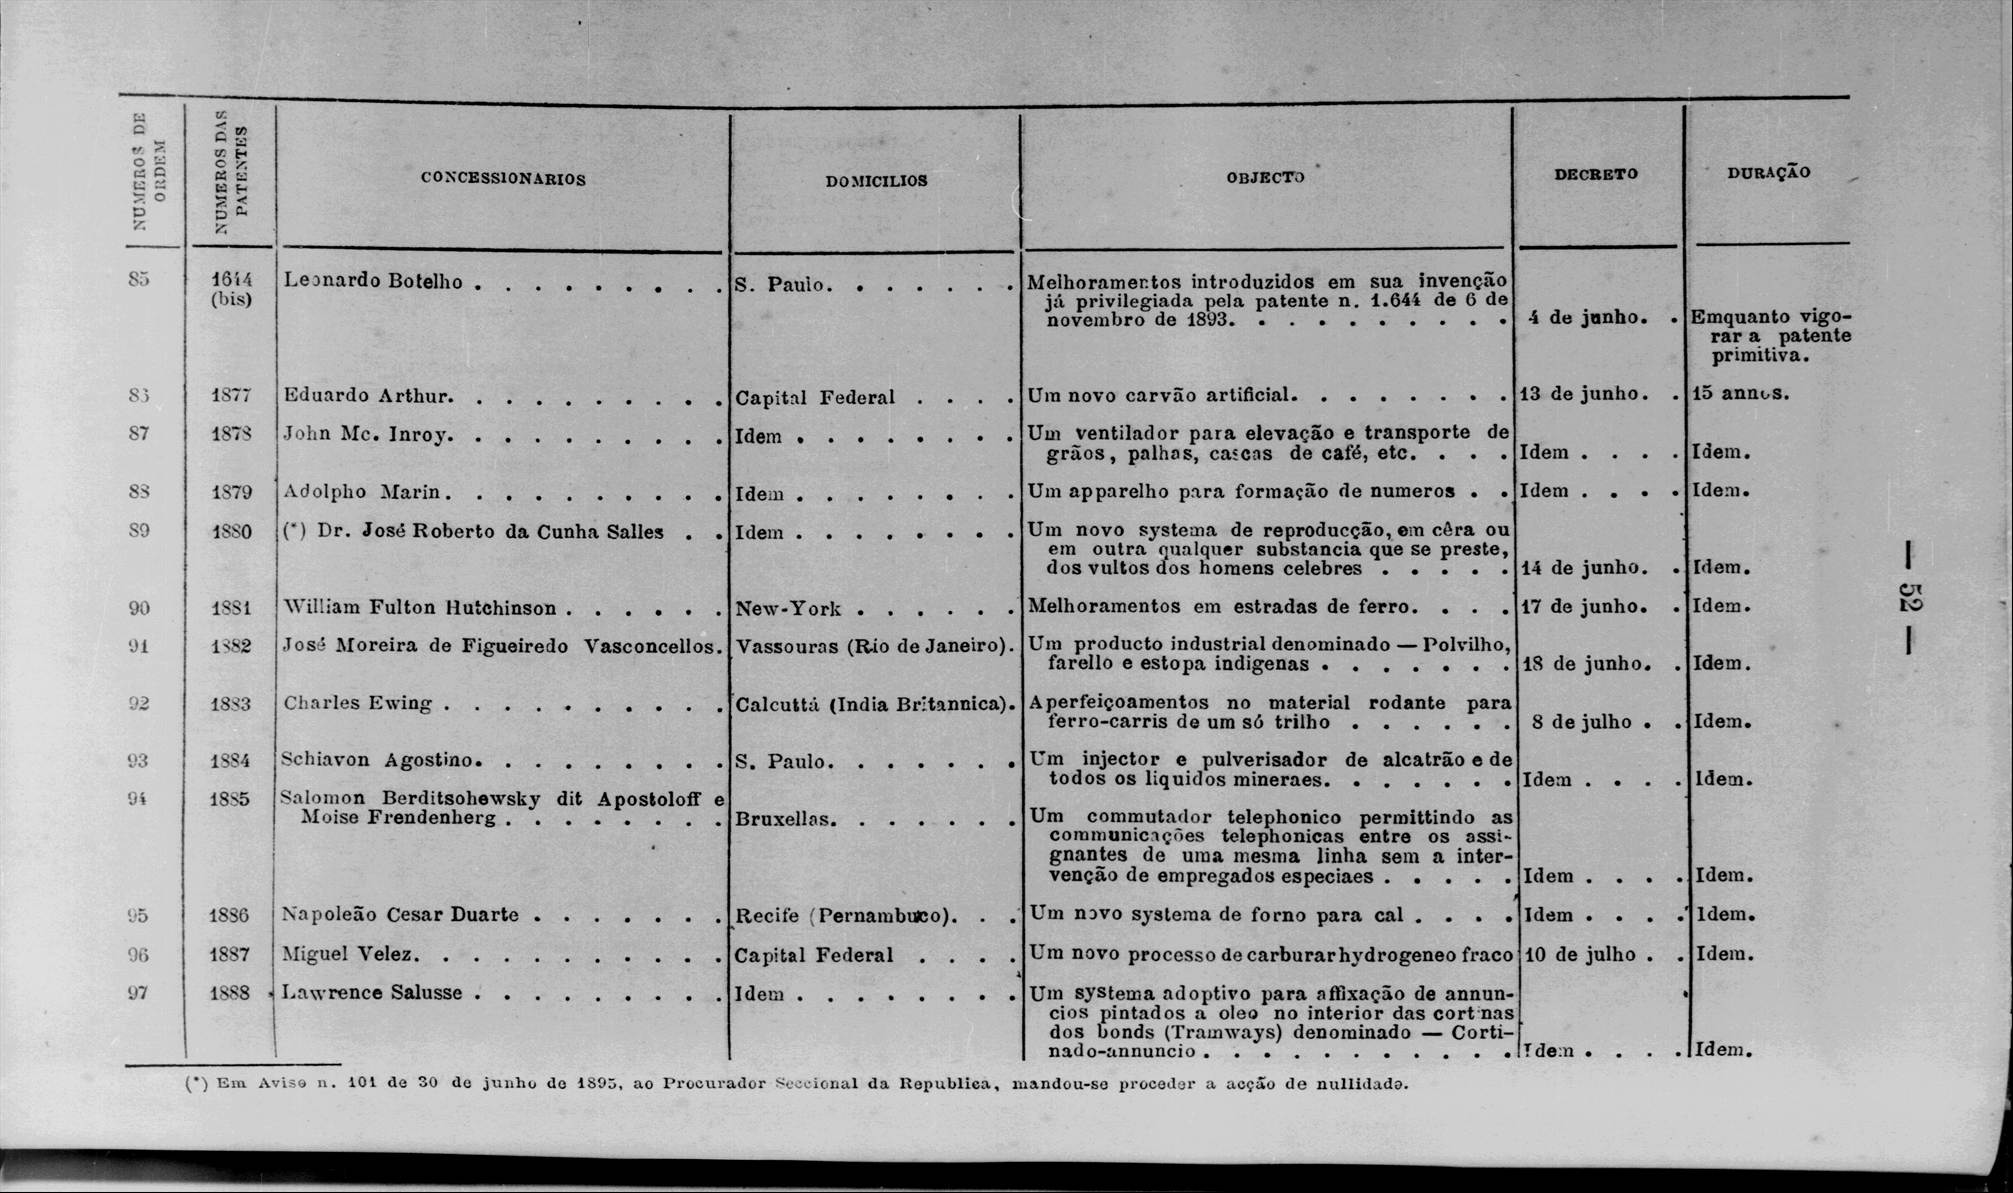 NUMEROS DE ORDEM
NUMEROS DAS PATENTES
CONCESSIONARIOS
DOMICILIOS
OBJECTO
DECRETO
DURAÇÃO
85 1644 Leonardo Botelho . . . . . . . . . S. Paulo. . . . . . . Melhoramentos introduzidos em sua invenção
(bis) já privilegiada pela patente n. 1.644 de 6 de
novembro de 1893. . . . . . . . . . 4 de junho. . Emquanto vigo-
rar a patente
primitiva.
86 1877 Eduardo Arthur. . . . . . . . . . Capital Federal . . . . Um novo carvão artificial. . . . . . . . 13 de junho. . 15 annos.
87 1878 John Mc. Inroy. . . . . . . . . . Idem . . . . . . . . Um ventilador para elevação e transporte de
grãos, palhas, cascas de café, etc. . . . Idem . . . . Idem.
88 1879 Adolpho Marin. . . . . . . . . . Idem . . . . . . . . Um apparelho para formação de numeros . . Idem . . . . Idem.
89 1880 (*) Dr. José Roberto da Cunha Salles . . Idem . . . . . . . . Um novo systema de reproducção, em cêra ou
em outra qualquer substancia que se preste,
dos vultos dos homens celebres . . . . . 14 de junho. . Idem.
90 1881 William Fulton Hutchinson . . . . . . New-York . . . . . . Melhoramentos em estradas de ferro. . . . 17 de junho. . Idem.
91 1882 José Moreira de Figueiredo Vasconcellos. Vassouras (Rio de Janeiro). Um producto industrial denominado — Polvilho,
farello e estopa indigenas . . . . . . . 18 de junho. . Idem.
92 1883 Charles Ewing . . . . . . . . . . Calcuttá (India Britannica). Aperfeiçoamentos no material rodante para
ferro-carris de um só trilho . . . . . . 8 de julho . . Idem.
93 1884 Schiavon Agostino. . . . . . . . . S. Paulo. . . . . . . Um injector e pulverisador de alcatrão e de
todos os liquidos mineraes. . . . . . . Idem . . . . Idem.
94 1885 Salomon Berditsohewsky dit Apostoloff e
Moise Frendenherg . . . . . . . . Bruxellas. . . . . . . Um commutador telephonico permittindo as
communicações telephonicas entre os assi-
gnantes de uma mesma linha sem a inter-
venção de empregados especiaes . . . . . Idem . . . . Idem.
95 1886 Napoleão Cesar Duarte . . . . . . . Recife (Pernambuco). . . Um novo systema de forno para cal . . . . Idem . . . . Idem.
96 1887 Miguel Velez. . . . . . . . . . . Capital Federal . . . . Um novo processo de carburar hydrogeneo fraco 10 de julho . . Idem.
97 1888 Lawrence Salusse . . . . . . . . . Idem . . . . . . . . Um systema adoptivo para affixação de annun-
cios pintados a oleo no interior das cortinas
dos bonds (Tramways) denominado — Corti-
nado-annuncio . . . . . . . . . . . Idem . . . . Idem.
(*) Em Aviso n. 101 de 30 de junho de 1895, ao Procurador Seccional da Republica, mandou-se proceder a acção de nullidade.
— 52 —